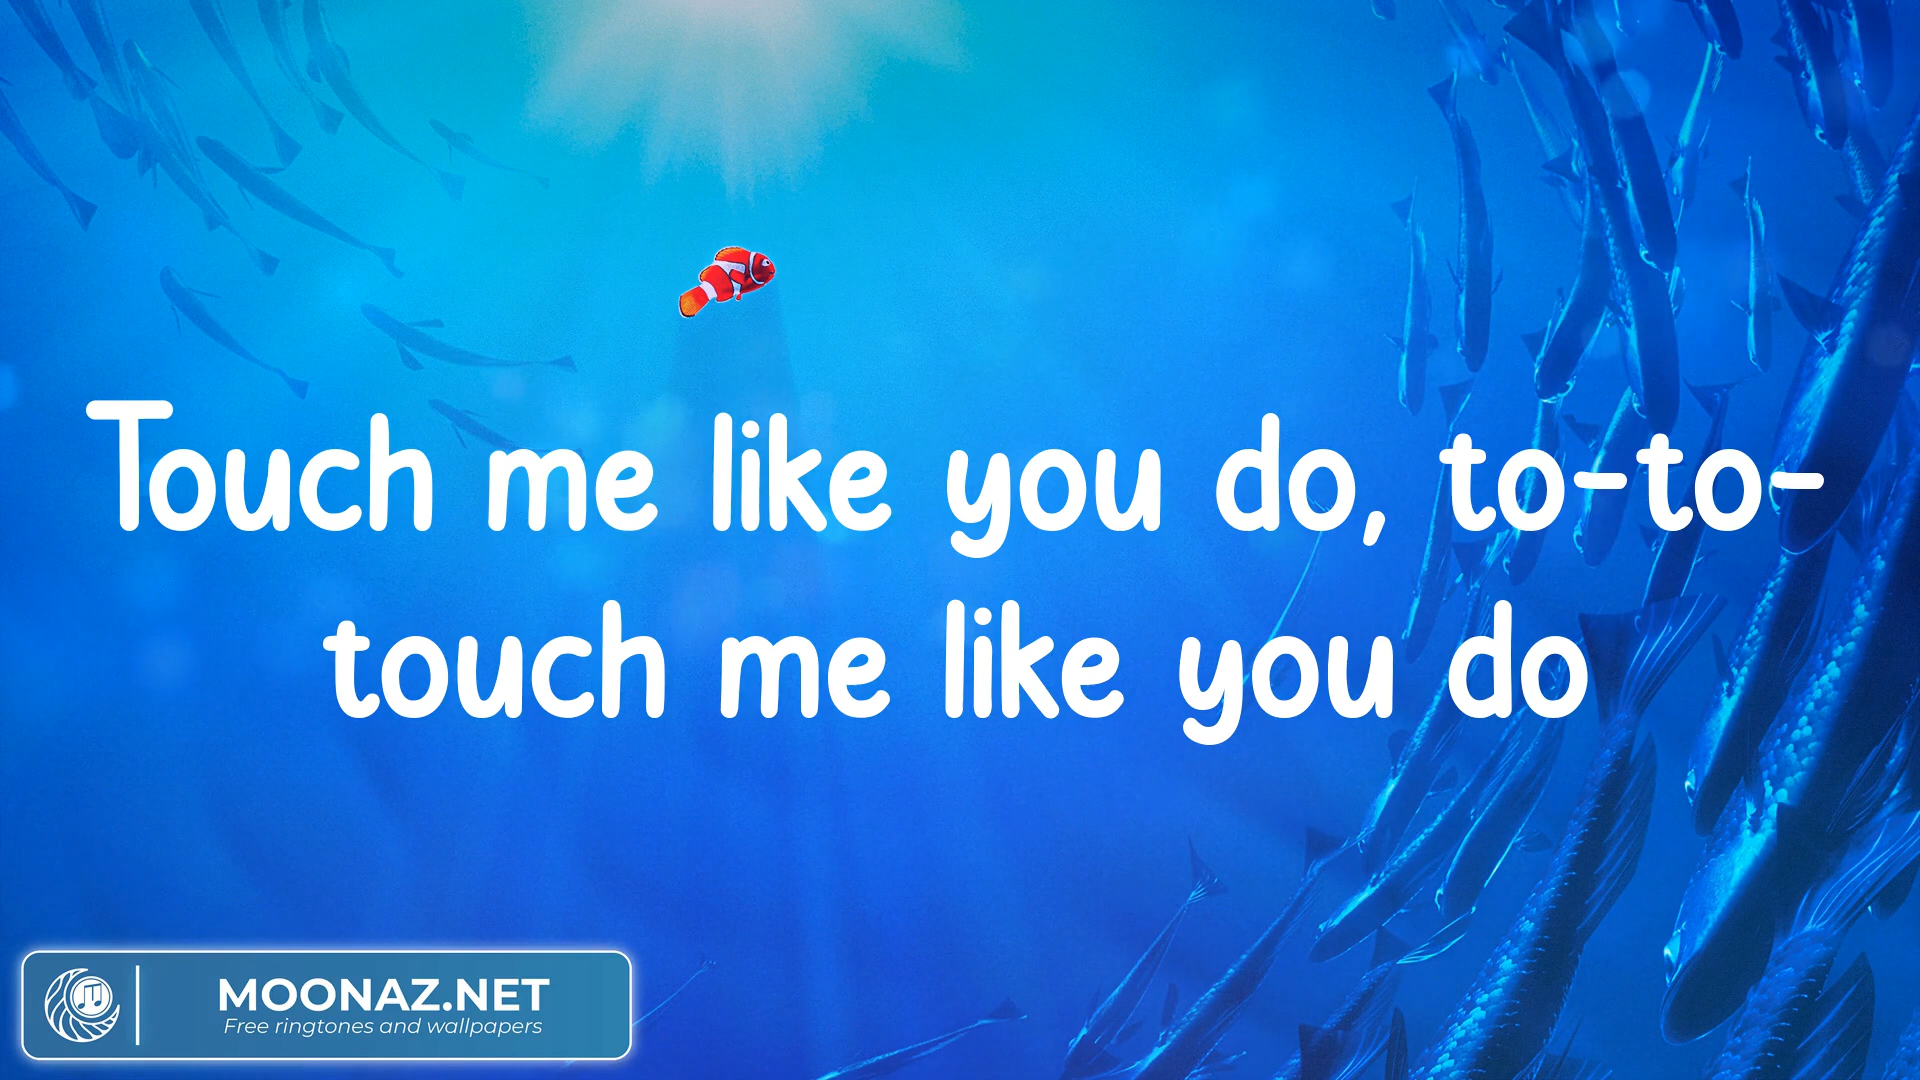 Touch me like you do, to-to-
touch me like you do
MOONAZ.NET
Free ringtones and wallpapers